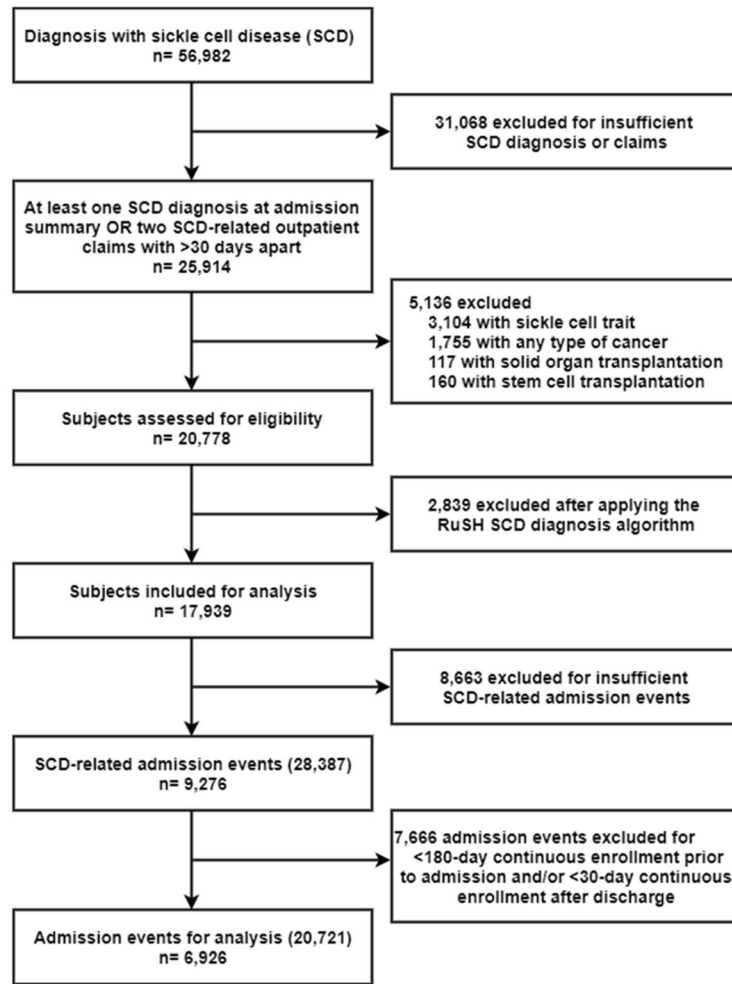 Diagnosis with sickle cell disease (SCD)
n= 56,982
31,068 excluded for insufficient
SCD diagnosis or claims
At least one SCD diagnosis at admission
summary OR two SCD-related outpatient
claims with >30 days apart
n= 25,914
5,136 excluded
3,104 with sickle cell trait
1,755 with any type of cancer
117 with solid organ transplantation
160 with stem cell transplantation
Subjects assessed for eligibility
n= 20,778
2,839 excluded after applying the
RuSH SCD diagnosis algorithm
Subjects included for analysis
n= 17,939
8,663 excluded for insufficient
SCD-related admission events
SCD-related admission events (28,387)
n= 9,276
7,666 admission events excluded for
<180-day continuous enrollment prior
to admission and/or <30-day continuous
enrollment after discharge
Admission events for analysis (20,721)
n= 6,926